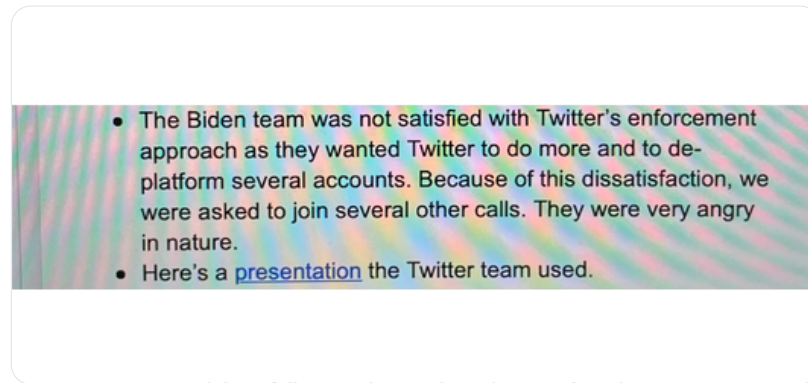 • The Biden team was not satisfied with Twitter's enforcement
approach as they wanted Twitter to do more and to de-
platform several accounts. Because of this dissatisfaction, we
were asked to join several other calls. They were very angry
in nature.
• Here's a presentation the Twitter team used.